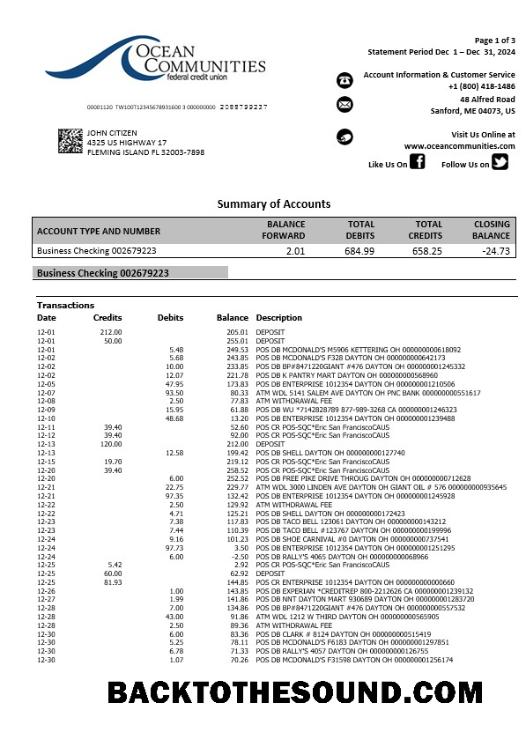 OCEAN
COMMUNITIES
federal credit union
Page 1 of 3
Statement Period Dec 1 – Dec 31, 2024
Account Information & Customer Service
+1 (800) 418-1486
48 Alfred Road
Sanford, ME 04073, US
Visit Us Online at
www.oceancommunities.com
Like Us On Follow Us on
00001120 TW100T12345678931600 3 000000000 2088799227
JOHN CITIZEN
4325 US HIGHWAY 17
FLEMING ISLAND FL 32003-7898
Summary of Accounts
ACCOUNT TYPE AND NUMBER BALANCE FORWARD TOTAL DEBITS TOTAL CREDITS CLOSING BALANCE
Business Checking 002679223 2.01 684.99 658.25 -24.73
Business Checking 002679223
Transactions
Date Credits Debits Balance Description
12-01 212.00 205.01 DEPOSIT
12-01 50.00 255.01 DEPOSIT
12-01 5.48 249.53 POS DB MCDONALD'S M5906 KETTERING OH 000000000618092
12-02 5.68 243.85 POS DB MCDONALD'S F328 DAYTON OH 000000000642173
12-02 10.00 233.85 POS DB BP#8471220GIANT #476 DAYTON OH 000000001245332
12-02 12.07 221.78 POS DB K PANTRY MART DAYTON OH 000000000568960
12-05 47.95 173.83 POS DB ENTERPRISE 1012354 DAYTON OH 000000001210506
12-07 93.50 80.33 ATM WDL 5141 SALEM AVE DAYTON OH PNC BANK 000000000551617
12-08 2.50 77.83 ATM WITHDRAWAL FEE
12-09 15.95 61.88 POS DB WU *7142828789 877-989-3268 CA 000000001246323
12-10 48.68 13.20 POS DB ENTERPRISE 1012354 DAYTON OH 000000001239488
12-11 39.40 52.60 POS CR POS-SQC*Eric San FranciscoCAUS
12-12 39.40 92.00 POS CR POS-SQC*Eric San FranciscoCAUS
12-13 120.00 212.00 DEPOSIT
12-13 12.58 199.42 POS DB SHELL DAYTON OH 000000000127740
12-15 19.70 219.12 POS CR POS-SQC*Eric San FranciscoCAUS
12-20 39.40 258.52 POS CR POS-SQC*Eric San FranciscoCAUS
12-20 6.00 252.52 POS DB FREE PIKE DRIVE THROUG DAYTON OH 000000000712628
12-21 22.75 229.77 ATM WDL 3000 LINDEN AVE DAYTON OH GIANT OIL # 576 000000000935645
12-21 97.35 132.42 POS DB ENTERPRISE 1012354 DAYTON OH 000000001245928
12-22 2.50 129.92 ATM WITHDRAWAL FEE
12-22 4.71 125.21 POS DB SHELL DAYTON OH 000000000172423
12-23 7.38 117.83 POS DB TACO BELL 123061 DAYTON OH 000000000143212
12-23 7.44 110.39 POS DB TACO BELL #123767 DAYTON OH 000000000199996
12-24 9.16 101.23 POS DB SHOE CARNIVAL #0 DAYTON OH 000000000737541
12-24 97.73 3.50 POS DB ENTERPRISE 1012354 DAYTON OH 000000001251295
12-24 6.00 -2.50 POS DB RALLY'S 4065 DAYTON OH 000000000068966
12-25 5.42 2.92 POS CR POS-SQC*Eric San FranciscoCAUS
12-25 60.00 62.92 DEPOSIT
12-25 81.93 144.85 POS CR ENTERPRISE 1012354 DAYTON OH 000000000000660
12-26 1.00 143.85 POS DB EXPERIAN *CREDITREP 800-2212626 CA 000000001239132
12-27 1.99 141.86 POS DB NNT DAYTON MART 930689 DAYTON OH 000000001283720
12-28 7.00 134.86 POS DB BP#8471220GIANT #476 DAYTON OH 000000000557532
12-28 43.00 91.86 ATM WDL 1212 W THIRD DAYTON OH 000000000565905
12-28 2.50 89.36 ATM WITHDRAWAL FEE
12-30 6.00 83.36 POS DB CLARK # 8124 DAYTON OH 000000000515419
12-30 5.25 78.11 POS DB MCDONALD'S F6183 DAYTON OH 000000001297851
12-30 6.78 71.33 POS DB RALLY'S 4057 DAYTON OH 000000000126755
12-30 1.07 70.26 POS DB MCDONALD'S F31598 DAYTON OH 000000001256174
BACKTOTHESOUND.COM